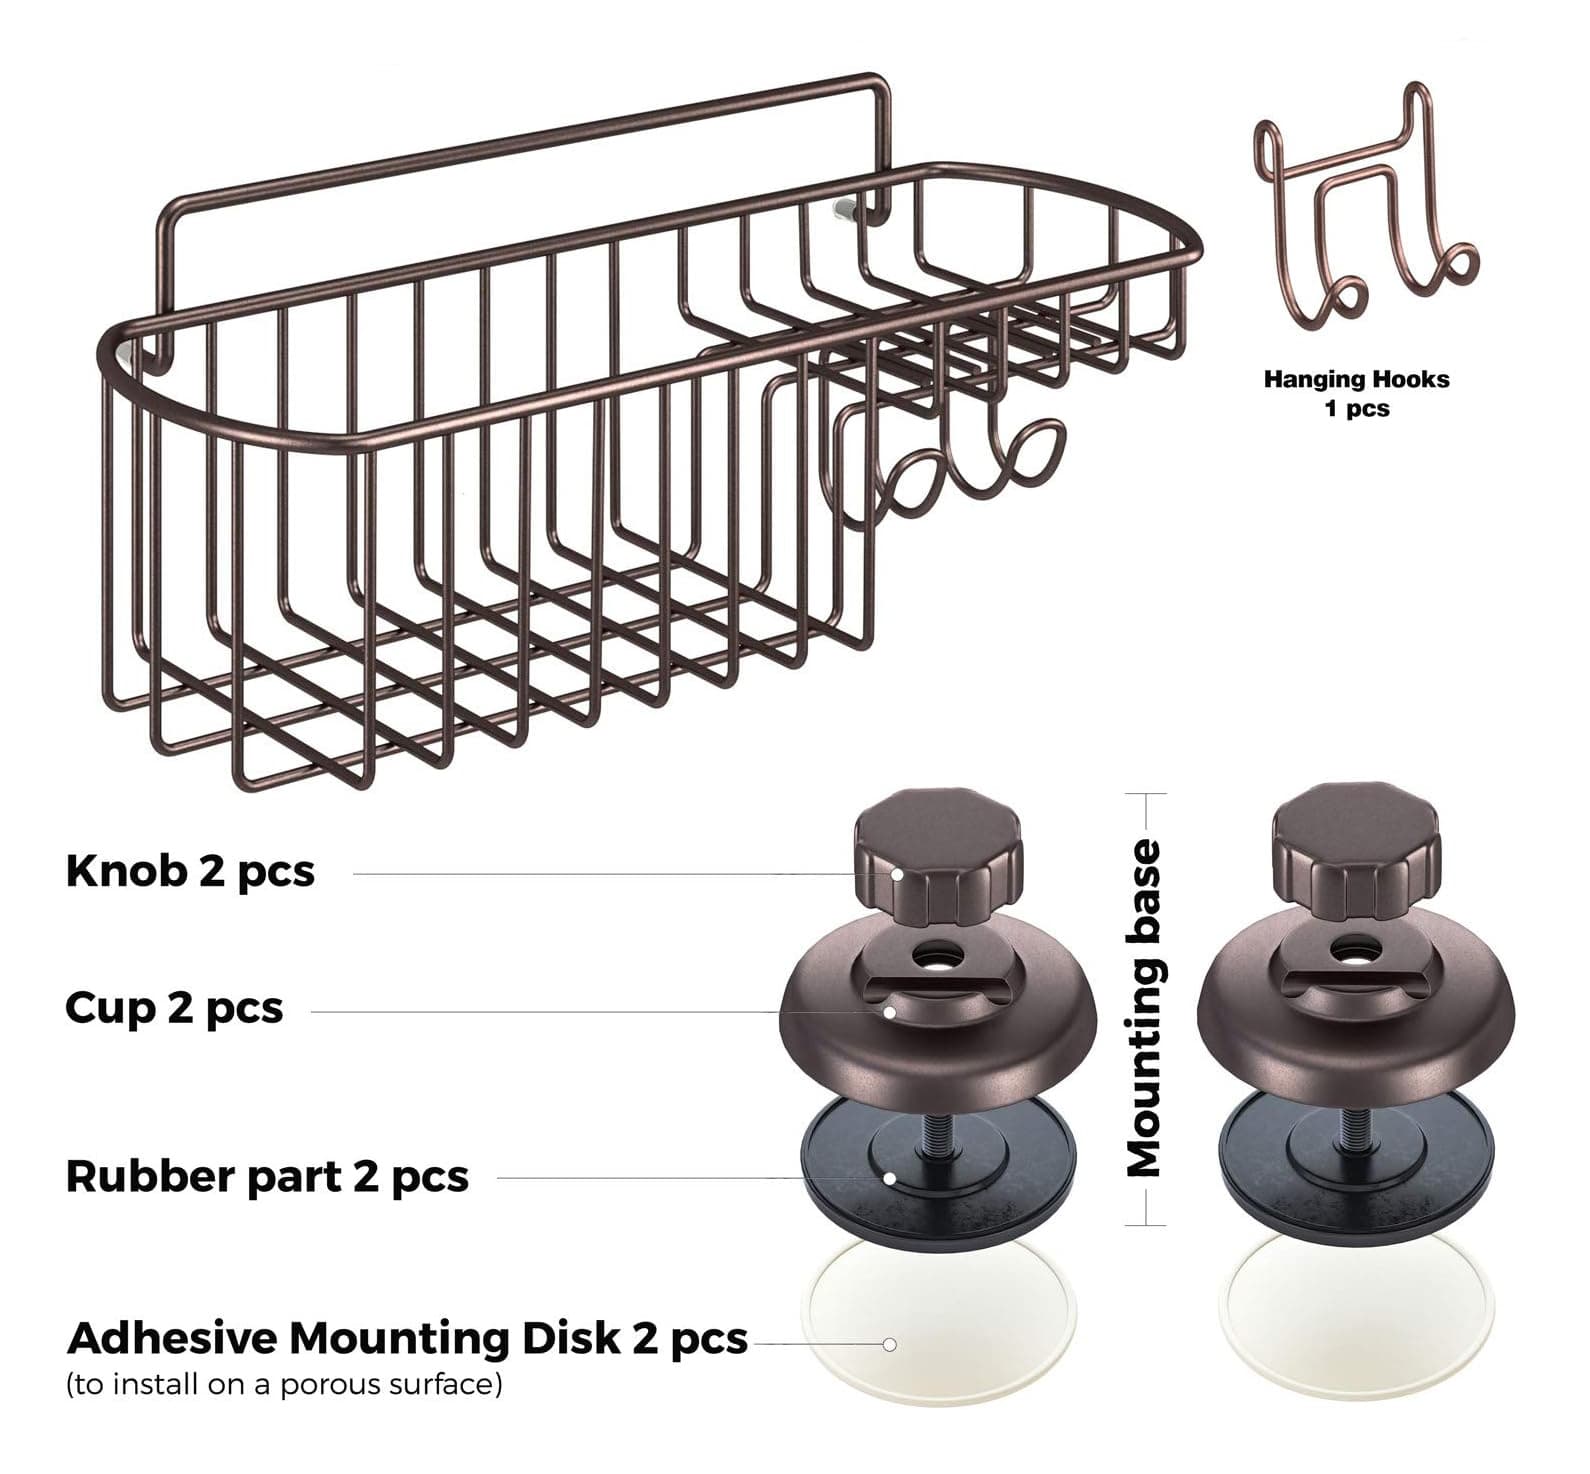 Hanging Hooks
1 pcs
Knob 2 pcs
Cup 2 pcs
Mounting base
Rubber part 2 pcs
Adhesive Mounting Disk 2 pcs
(to install on a porous surface)